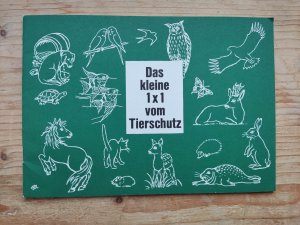 Das
kleine
1x1
vom
Tierschutz